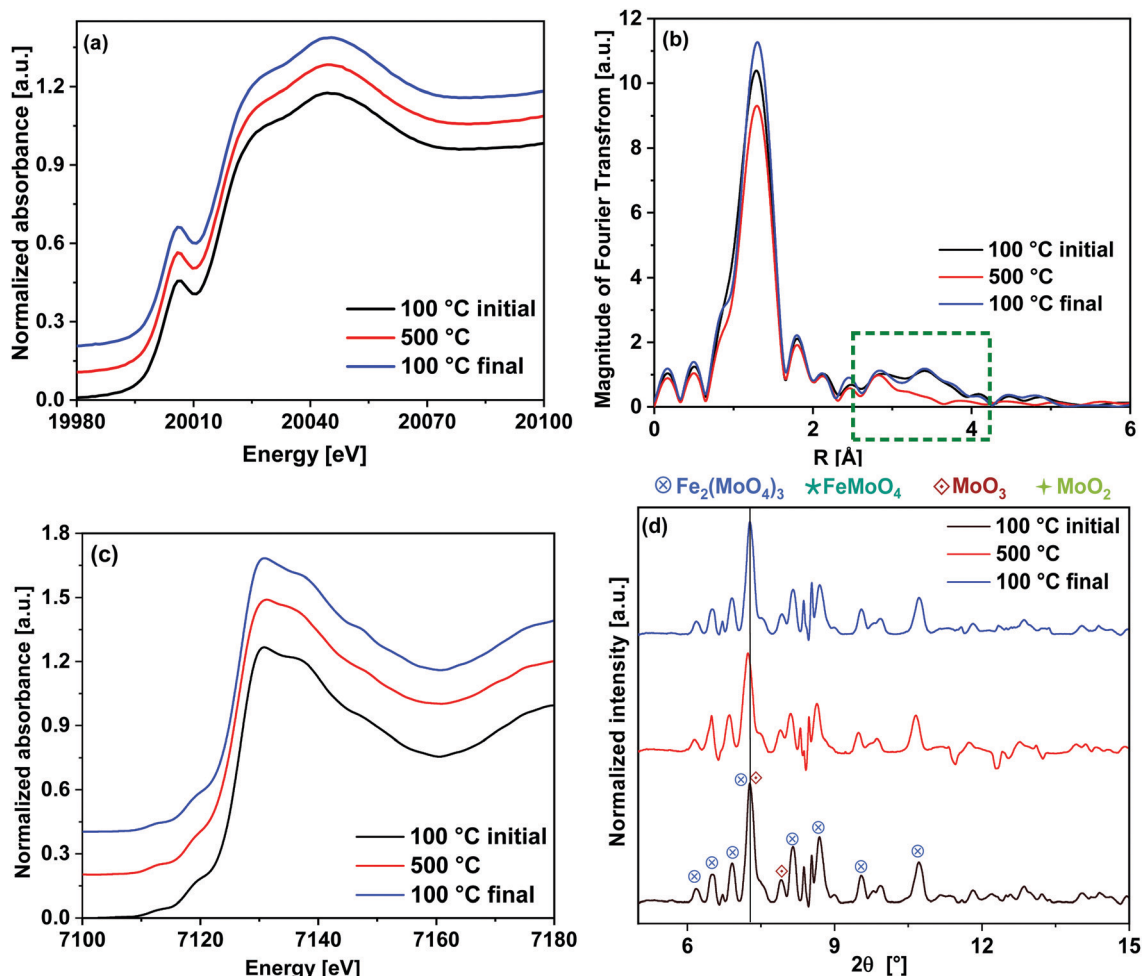 (a)
Normalized absorbance [a.u.]
1.2
0.9
0.6
0.3
0.0
100 °C initial
500 °C
100 °C final
19980 20010 20040 20070 20100
Energy [eV]
(b)
Magnitude of Fourier Transfrom [a.u.]
12
10
8
6
4
2
0
100 °C initial
500 °C
100 °C final
0 2 4 6
R [Å]
(c)
Normalized absorbance [a.u.]
1.8
1.5
1.2
0.9
0.6
0.3
0.0
100 °C initial
500 °C
100 °C final
7100 7120 7140 7160 7180
Energy [eV]
Fe₂(MoO₄)₃ FeMoO₄ MoO₃ MoO₂
(d)
Normalized intensity [a.u.]
100 °C initial
500 °C
100 °C final
6 9 12 15
2θ [°]